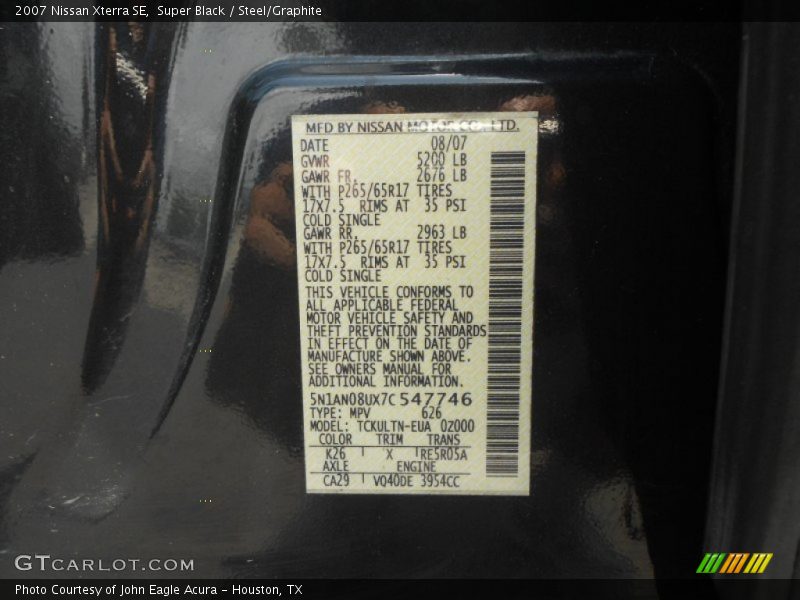 2007 Nissan Xterra SE, Super Black / Steel/Graphite
MFD BY NISSAN MOTOR CO., LTD.
DATE 08/07
GVWR 5200 LB
GAWR FR. 2676 LB
WITH P265/65R17 TIRES
17X7.5 RIMS AT 35 PSI
COLD SINGLE
GAWR RR. 2963 LB
WITH P265/65R17 TIRES
17X7.5 RIMS AT 35 PSI
COLD SINGLE
THIS VEHICLE CONFORMS TO
ALL APPLICABLE FEDERAL
MOTOR VEHICLE SAFETY AND
THEFT PREVENTION STANDARDS
IN EFFECT ON THE DATE OF
MANUFACTURE SHOWN ABOVE.
SEE OWNERS MANUAL FOR
ADDITIONAL INFORMATION.
5N1AN08UX7C547746
TYPE: MPV 626
MODEL: TCKULTN-EUA 02000
COLOR TRIM TRANS
K26 X RE5R05A
AXLE ENGINE
CA29 VQ40DE 3954CC
GTCARLOT.COM
Photo Courtesy of John Eagle Acura - Houston, TX